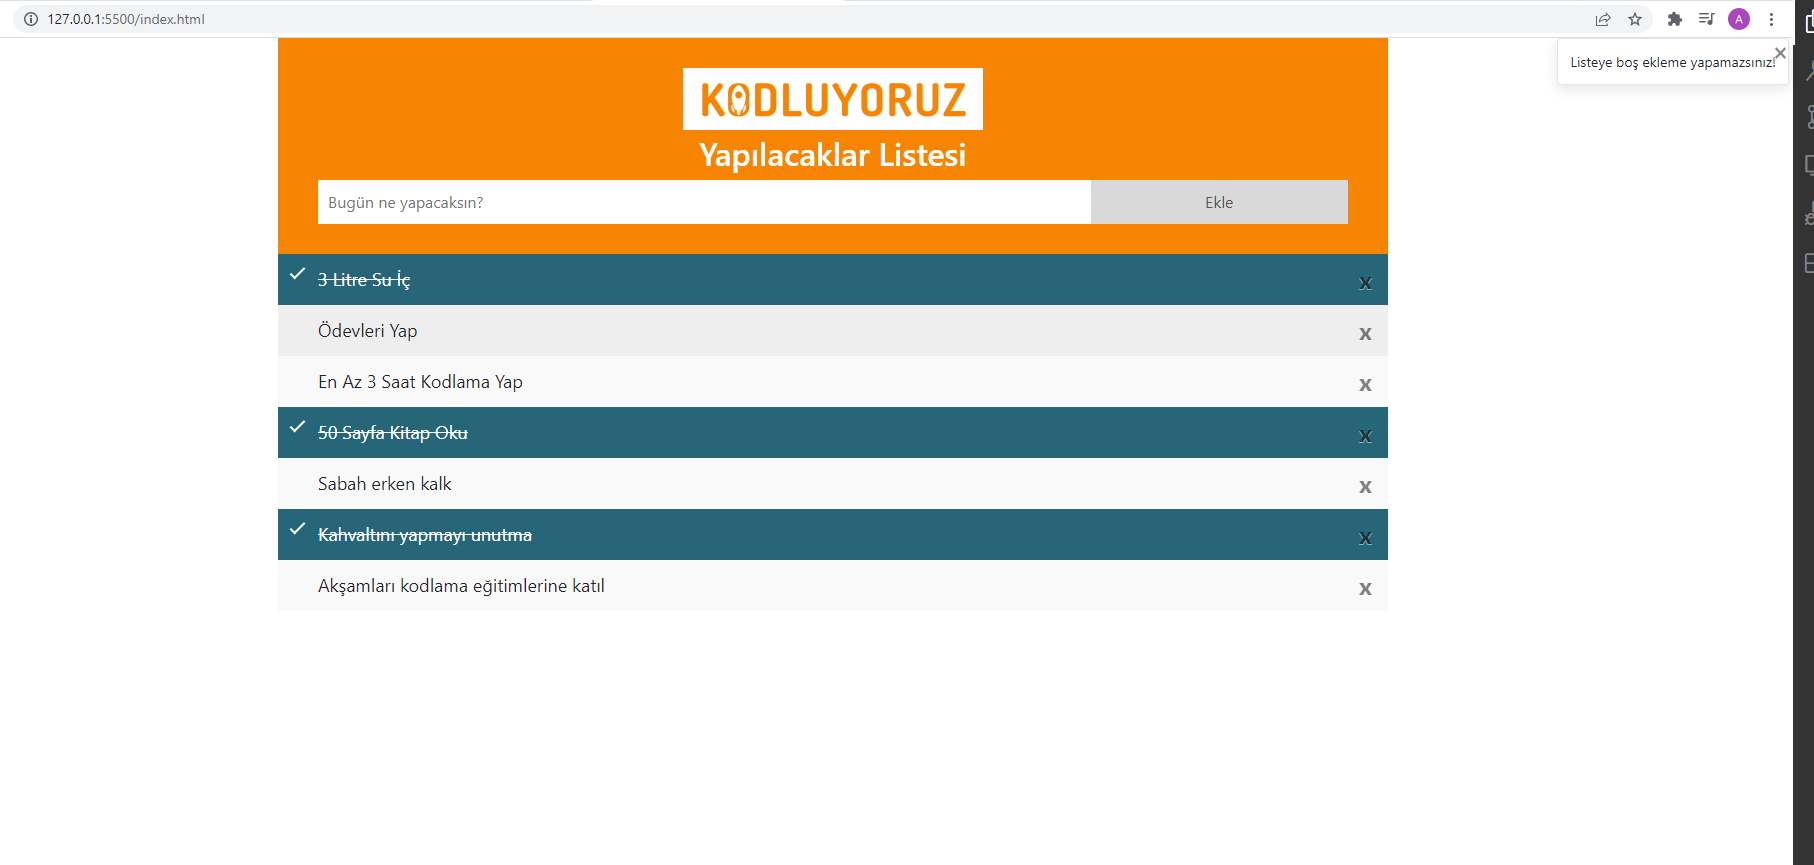 127.0.0.1:5500/index.html
A
Listeye boş ekleme yapamazsınız!
KODLUYORUZ
Yapılacaklar Listesi
Bugün ne yapacaksın?
Ekle
3 Litre Su İç
x
Ödevleri Yap
x
En Az 3 Saat Kodlama Yap
x
50 Sayfa Kitap Oku
x
Sabah erken kalk
x
Kahvaltını yapmayı unutma
x
Akşamları kodlama eğitimlerine katıl
x